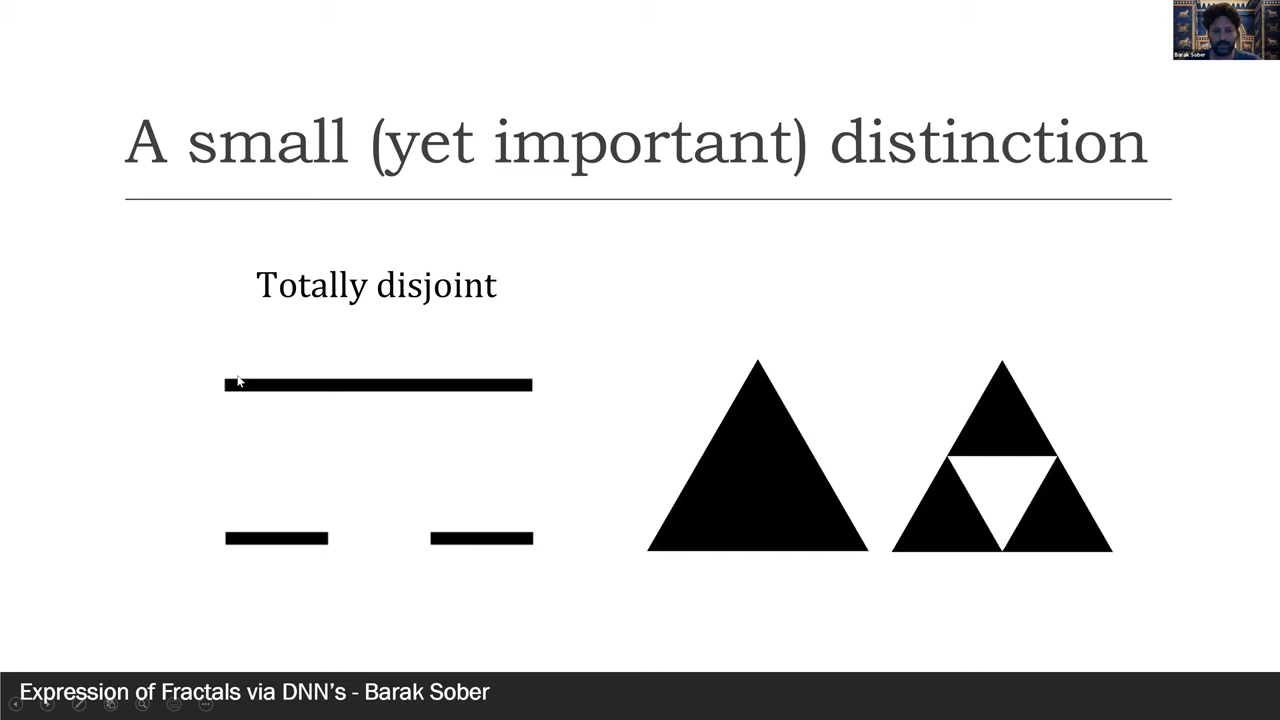 Barak Sober
A small (yet important) distinction
Totally disjoint
Expression of Fractals via DNN's - Barak Sober